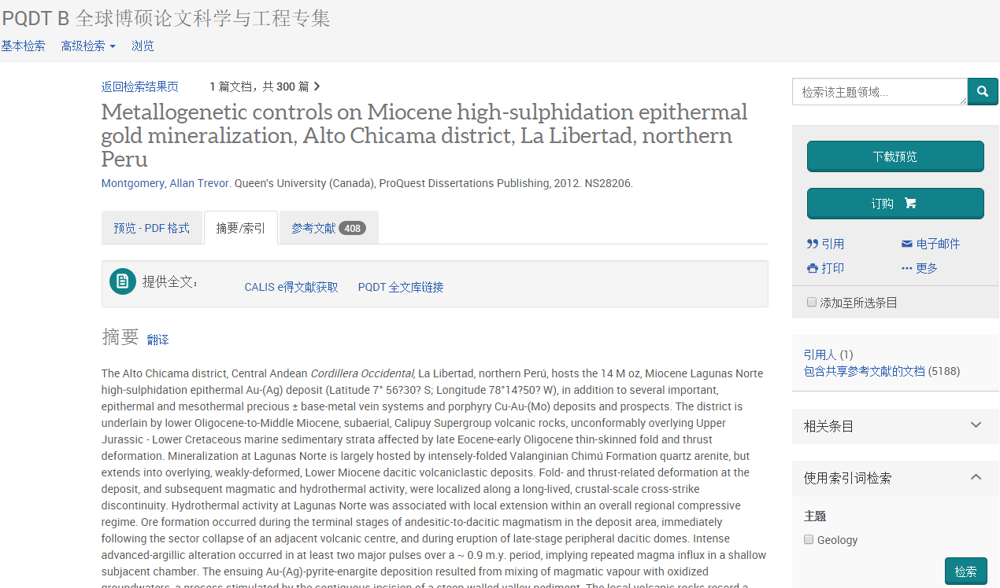 PQDT B 全球博硕论文科学与工程专集
基本检索 高级检索 浏览
返回检索结果页 1 篇文档，共 300 篇
Metallogenetic controls on Miocene high-sulphidation epithermal
gold mineralization, Alto Chicama district, La Libertad, northern
Peru
Montgomery, Allan Trevor. Queen's University (Canada), ProQuest Dissertations Publishing, 2012. NS28206.
预览 - PDF 格式 摘要/索引 参考文献 408
提供全文： CALIS e得文献获取 PQDT 全文库链接
摘要 翻译
The Alto Chicama district, Central Andean Cordillera Occidental, La Libertad, northern Perú, hosts the 14 M oz, Miocene Lagunas Norte
high-sulphidation epithermal Au-(Ag) deposit (Latitude 7° 56?30? S; Longitude 78°14?50? W), in addition to several important,
epithermal and mesothermal precious ± base-metal vein systems and porphyry Cu-Au-(Mo) deposits and prospects. The district is
underlain by lower Oligocene-to-Middle Miocene, subaerial, Calipuy Supergroup volcanic rocks, unconformably overlying Upper
Jurassic - Lower Cretaceous marine sedimentary strata affected by late Eocene-early Oligocene thin-skinned fold and thrust
deformation. Mineralization at Lagunas Norte is largely hosted by intensely-folded Valanginian Chimú Formation quartz arenite, but
extends into overlying, weakly-deformed, Lower Miocene dacitic volcaniclastic deposits. Fold- and thrust-related deformation at the
deposit, and subsequent magmatic and hydrothermal activity, were localized along a long-lived, crustal-scale cross-strike
discontinuity. Hydrothermal activity at Lagunas Norte was associated with local extension within an overall regional compressive
regime. Ore formation occurred during the terminal stages of andesitic-to-dacitic magmatism in the deposit area, immediately
following the sector collapse of an adjacent volcanic centre, and during eruption of late-stage peripheral dacitic domes. Intense
advanced-argillic alteration occurred in at least two major pulses over a ~ 0.9 m.y. period, implying repeated magma influx in a shallow
subjacent chamber. The ensuing Au-(Ag)-pyrite-enargite deposition resulted from mixing of magmatic vapour with oxidized
groundwaters, a process stimulated by the contiguous incision of a steep walled valley pediment. The local volcanic rocks record a
检索该主题领域...
下载预览
订购
引用 电子邮件
打印 更多
添加至所选条目
引用人 (1)
包含共享参考文献的文档 (5188)
相关条目
使用索引词检索
主题
Geology
检索